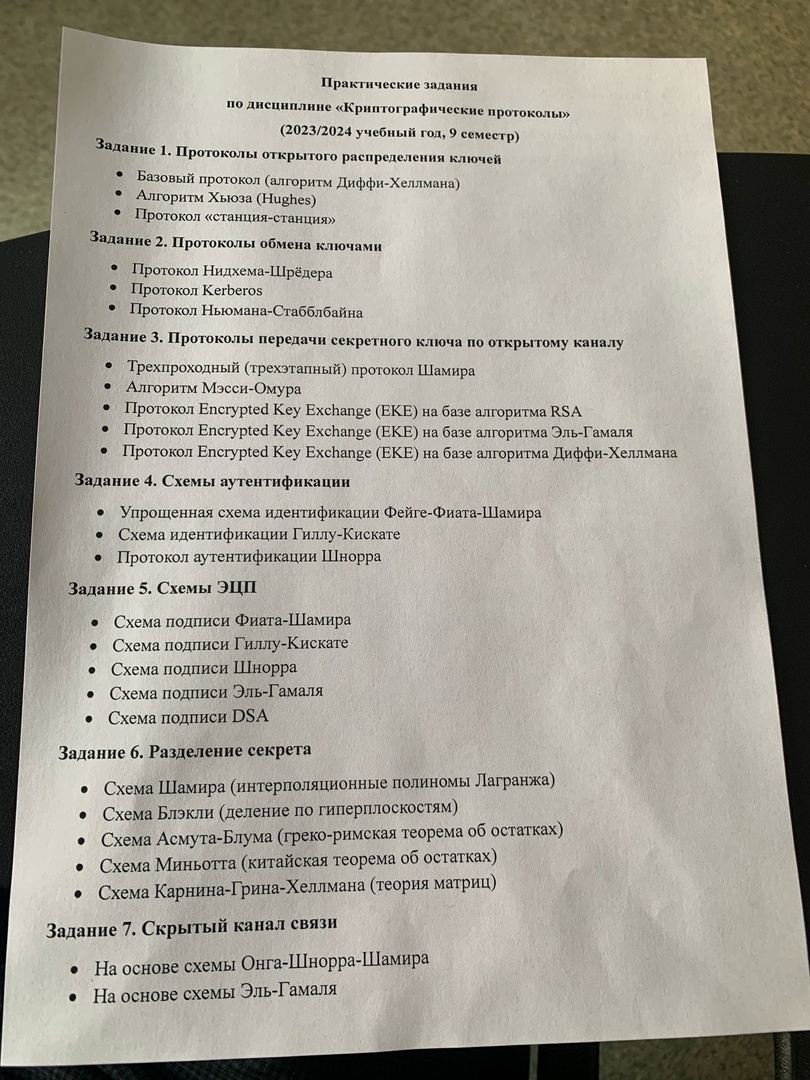 Практические задания
по дисциплине «Криптографические протоколы»
(2023/2024 учебный год, 9 семестр)
Задание 1. Протоколы открытого распределения ключей
• Базовый протокол (алгоритм Диффи-Хеллмана)
• Алгоритм Хьюза (Hughes)
• Протокол «станция-станция»
Задание 2. Протоколы обмена ключами
• Протокол Нидхема-Шрёдера
• Протокол Kerberos
• Протокол Ньюмана-Стабблбайна
Задание 3. Протоколы передачи секретного ключа по открытому каналу
• Трехпроходный (трехэтапный) протокол Шамира
• Алгоритм Мэсси-Омура
• Протокол Encrypted Key Exchange (EKE) на базе алгоритма RSA
• Протокол Encrypted Key Exchange (EKE) на базе алгоритма Эль-Гамаля
• Протокол Encrypted Key Exchange (EKE) на базе алгоритма Диффи-Хеллмана
Задание 4. Схемы аутентификации
• Упрощенная схема идентификации Фейге-Фиата-Шамира
• Схема идентификации Гиллу-Кискате
• Протокол аутентификации Шнорра
Задание 5. Схемы ЭЦП
• Схема подписи Фиата-Шамира
• Схема подписи Гиллу-Кискате
• Схема подписи Шнорра
• Схема подписи Эль-Гамаля
• Схема подписи DSA
Задание 6. Разделение секрета
• Схема Шамира (интерполяционные полиномы Лагранжа)
• Схема Блэкли (деление по гиперплоскостям)
• Схема Асмута-Блума (греко-римская теорема об остатках)
• Схема Миньотта (китайская теорема об остатках)
• Схема Карнина-Грина-Хеллмана (теория матриц)
Задание 7. Скрытый канал связи
• На основе схемы Онга-Шнорра-Шамира
• На основе схемы Эль-Гамаля